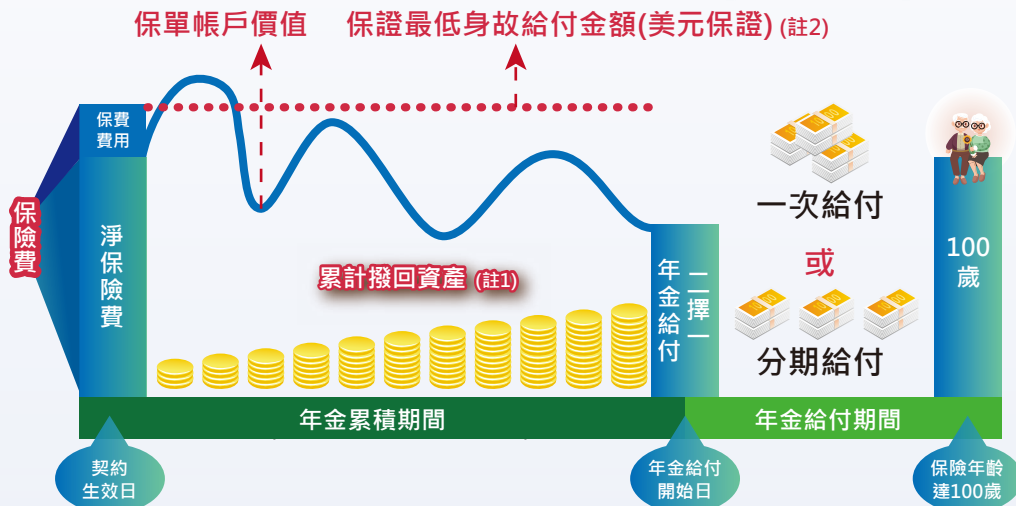 保單帳戶價值
保證最低身故給付金額(美元保證) (註2)
保費
費用
保險費
淨保險費
累計撥回資產 (註1)
年金給付
二擇一
一次給付
或
分期給付
100
歲
年金累積期間
年金給付期間
契約
生效日
年金給付
開始日
保險年齡
達100歲